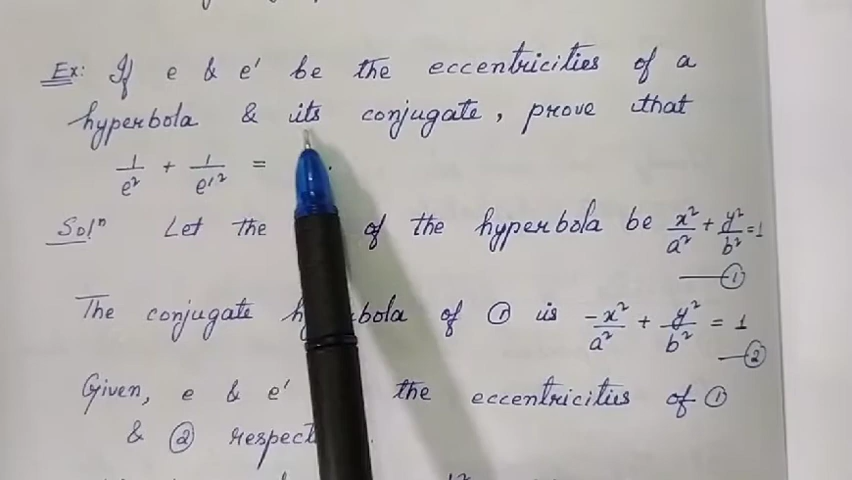 Ex: If e & e' be the eccentricities of a
hyperbola & its conjugate, prove that
1/e² + 1/e'² =
Solⁿ Let the of the hyperbola be x²/a² + y²/b² = 1
—①
The conjugate of ① is -x²/a² + y²/b² = 1
—②
Given, e & e' the eccentricities of ①
& ②